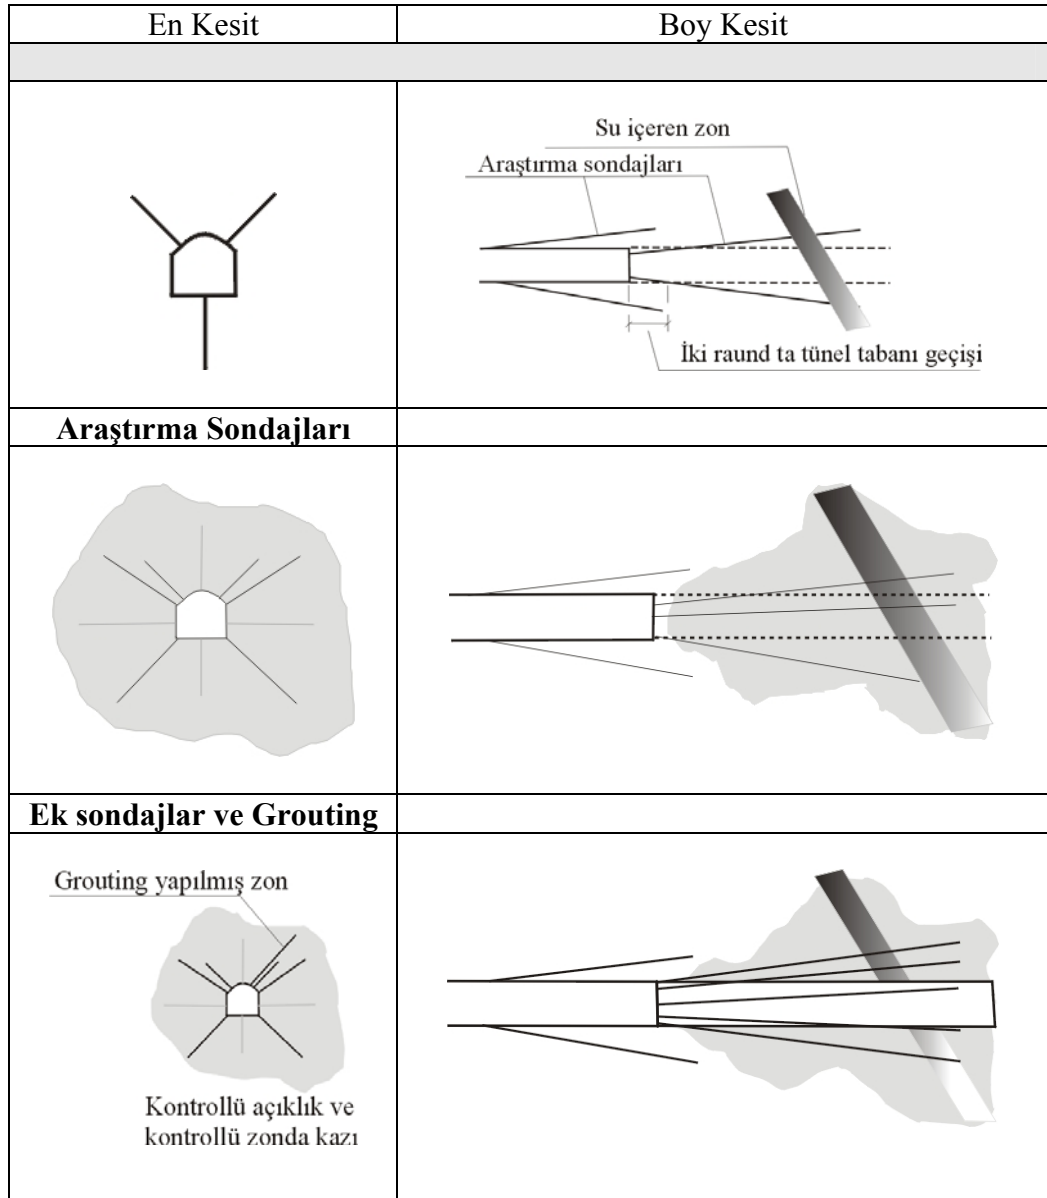 En Kesit
Boy Kesit
Su içeren zon
Araştırma sondajları
İki raund ta tünel tabanı geçişi
Araştırma Sondajları
Ek sondajlar ve Grouting
Grouting yapılmış zon
Kontrollü açıklık ve
kontrollü zonda kazı